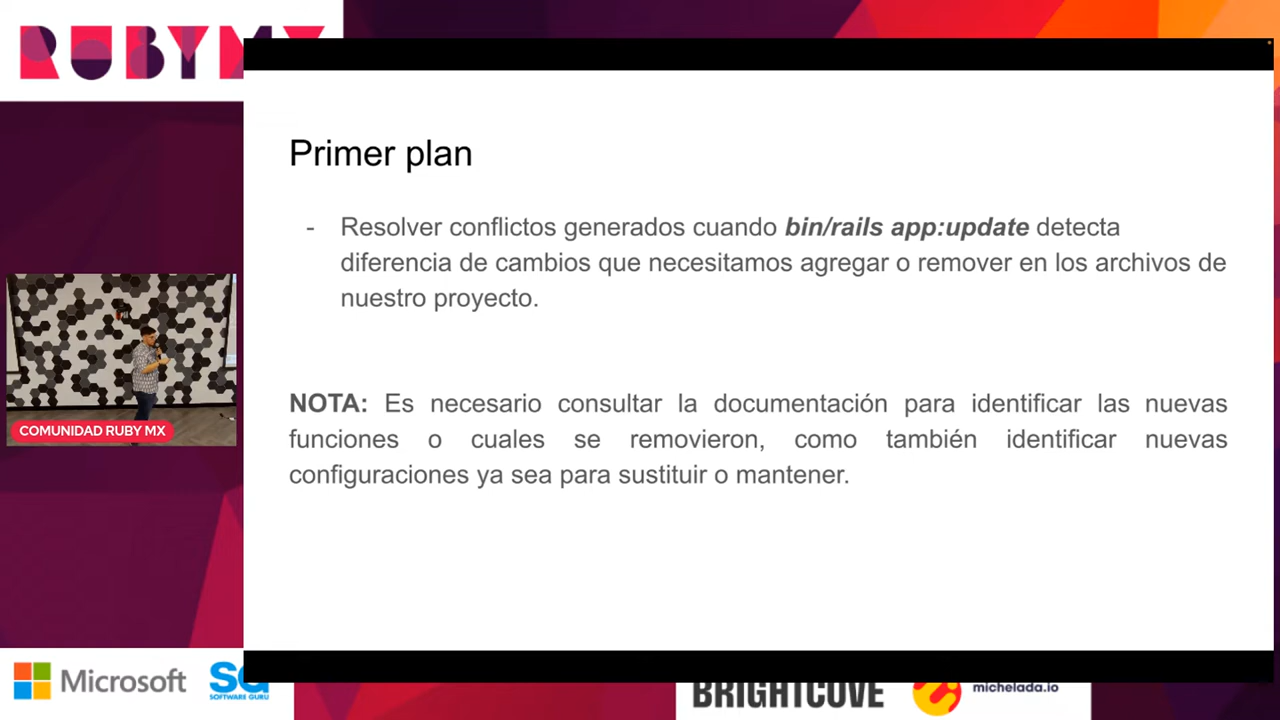 RUBYMX
Primer plan
- Resolver conflictos generados cuando bin/rails app:update detecta
diferencia de cambios que necesitamos agregar o remover en los archivos de
nuestro proyecto.
NOTA: Es necesario consultar la documentación para identificar las nuevas
funciones o cuales se removieron, como también identificar nuevas
configuraciones ya sea para sustituir o mantener.
COMUNIDAD RUBY MX
Microsoft
SG
SOFTWARE GURU
BRIGHTCOVE
michelada.io